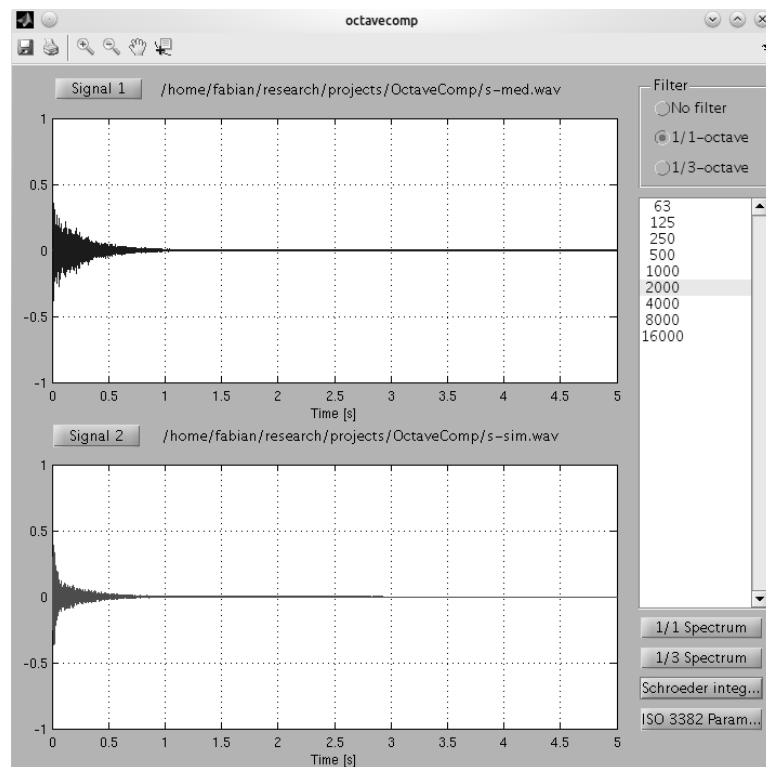 octavecomp
Signal 1 /home/fabian/research/projects/OctaveComp/s-med.wav
1
0.5
0
-0.5
-1
0 0.5 1 1.5 2 2.5 3 3.5 4 4.5 5
Time [s]
Signal 2 /home/fabian/research/projects/OctaveComp/s-sim.wav
1
0.5
0
-0.5
-1
0 0.5 1 1.5 2 2.5 3 3.5 4 4.5 5
Time [s]
Filter
No filter
1/1-octave
1/3-octave
63
125
250
500
1000
2000
4000
8000
16000
1/1 Spectrum
1/3 Spectrum
Schroeder integ...
ISO 3382 Param...